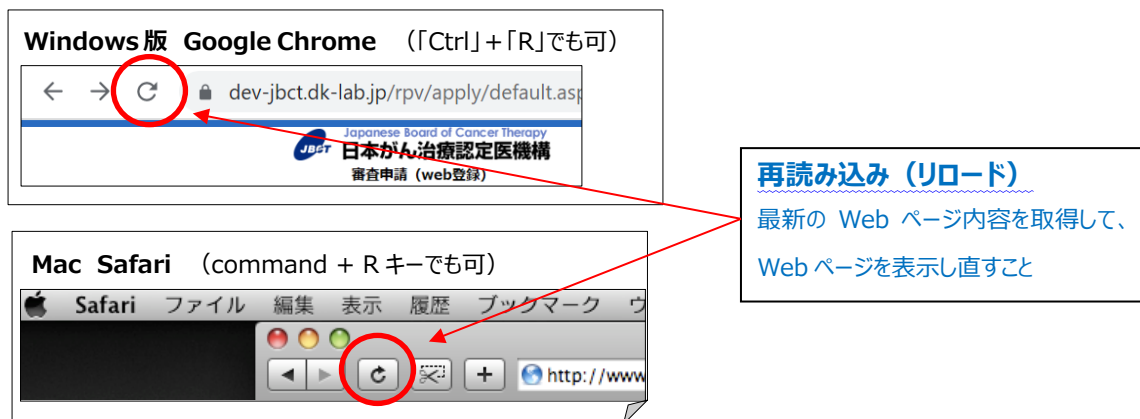 Windows版 Google Chrome （「Ctrl」+「R」でも可）
dev-jbct.dk-lab.jp/rpv/apply/default.asp
JBCT Japanese Board of Cancer Therapy
日本がん治療認定医機構
審査申請（web登録）
再読み込み（リロード）
最新の Web ページ内容を取得して、
Web ページを表示し直すこと
Mac Safari （command + R キーでも可）
Safari ファイル 編集 表示 履歴 ブックマーク ウ
http://www